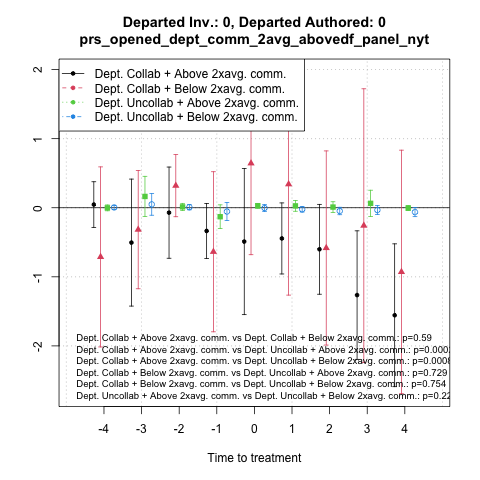 Departed Inv.: 0, Departed Authored: 0
prs_opened_dept_comm_2avg_abovedf_panel_nyt
Dept. Collab + Above 2xavg. comm.
Dept. Collab + Below 2xavg. comm.
Dept. Uncollab + Above 2xavg. comm.
Dept. Uncollab + Below 2xavg. comm.
2
1
0
-1
-2
Dept. Collab + Above 2xavg. comm. vs Dept. Collab + Below 2xavg. comm.: p=0.59
Dept. Collab + Above 2xavg. comm. vs Dept. Uncollab + Above 2xavg. comm.: p=0.000
Dept. Collab + Above 2xavg. comm. vs Dept. Uncollab + Below 2xavg. comm.: p=0.000
Dept. Collab + Below 2xavg. comm. vs Dept. Uncollab + Above 2xavg. comm.: p=0.729
Dept. Collab + Below 2xavg. comm. vs Dept. Uncollab + Below 2xavg. comm.: p=0.754
Dept. Uncollab + Above 2xavg. comm. vs Dept. Uncollab + Below 2xavg. comm.: p=0.22
-4 -3 -2 -1 0 1 2 3 4
Time to treatment